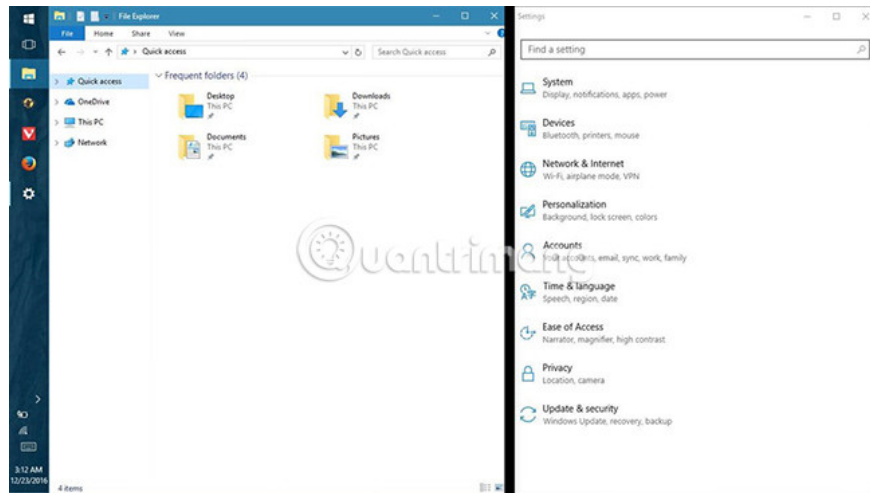 File Explorer
File Home Share View
Quick access
Search Quick access
Quick access
OneDrive
This PC
Network
Frequent folders (4)
Desktop
This PC
Downloads
This PC
Documents
This PC
Pictures
This PC
4 items
3:12 AM
12/23/2016
Settings
Find a setting
System
Display, notifications, apps, power
Devices
Bluetooth, printers, mouse
Network & Internet
Wi-Fi, airplane mode, VPN
Personalization
Background, lock screen, colors
Accounts
Your accounts, email, sync, work, family
Time & language
Speech, region, date
Ease of Access
Narrator, magnifier, high contrast
Privacy
Location, camera
Update & security
Windows Update, recovery, backup
Quantrimang